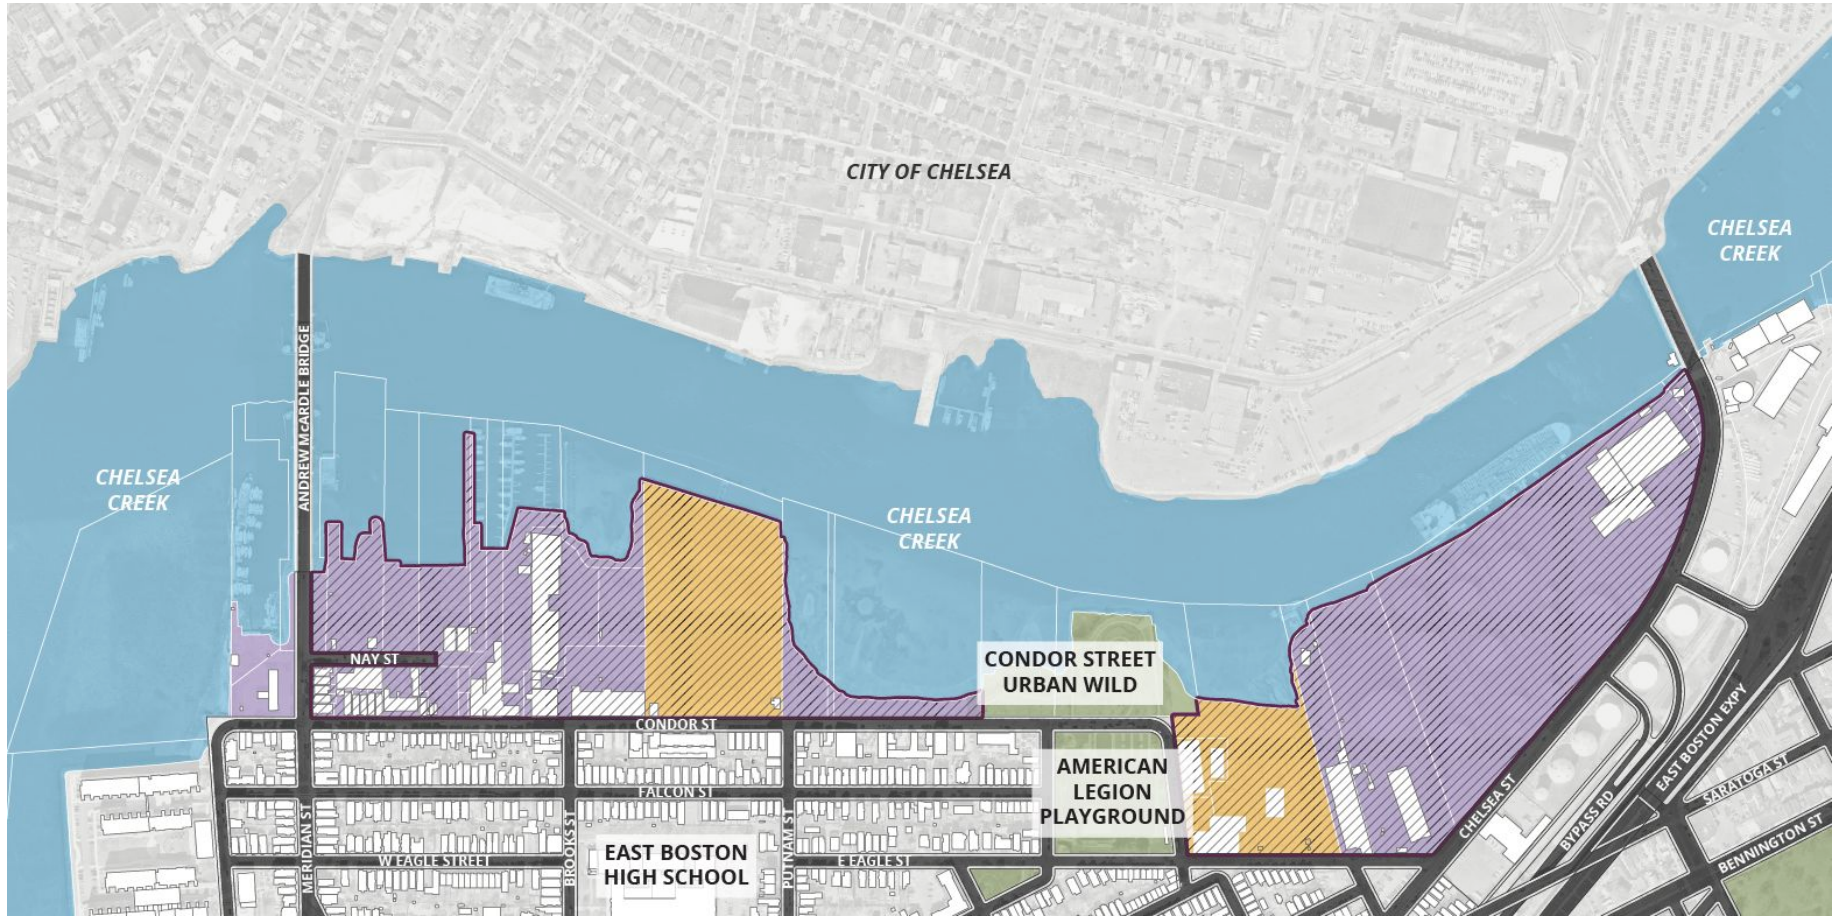 CITY OF CHELSEA
CHELSEA
CREEK
ANDREW McARDLE BRIDGE
CHELSEA
CREEK
CHELSEA
CREEK
NAY ST
CONDOR STREET
URBAN WILD
CONDOR ST
AMERICAN
LEGION
PLAYGROUND
FALCON ST
MERIDIAN ST
BROOKS ST
PUTNAM ST
W EAGLE STREET
E EAGLE ST
EAST BOSTON
HIGH SCHOOL
CHELSEA ST
BYPASS RD
EAST BOSTON EXPY
SARATOGA ST
BENNINGTON ST